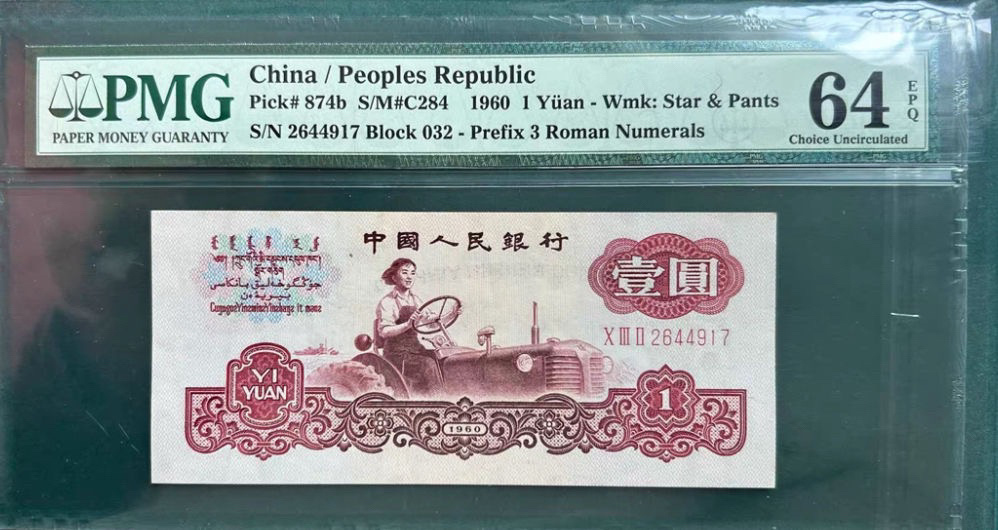 PMG
PAPER MONEY GUARANTY
China / Peoples Republic
Pick# 874b S/M#C284 1960 1 Yüan - Wmk: Star & Pants
S/N 2644917 Block 032 - Prefix 3 Roman Numerals
64 EPQ
Choice Uncirculated
中國人民銀行
壹圓
X III II 2644917
YI
YUAN
1960
1